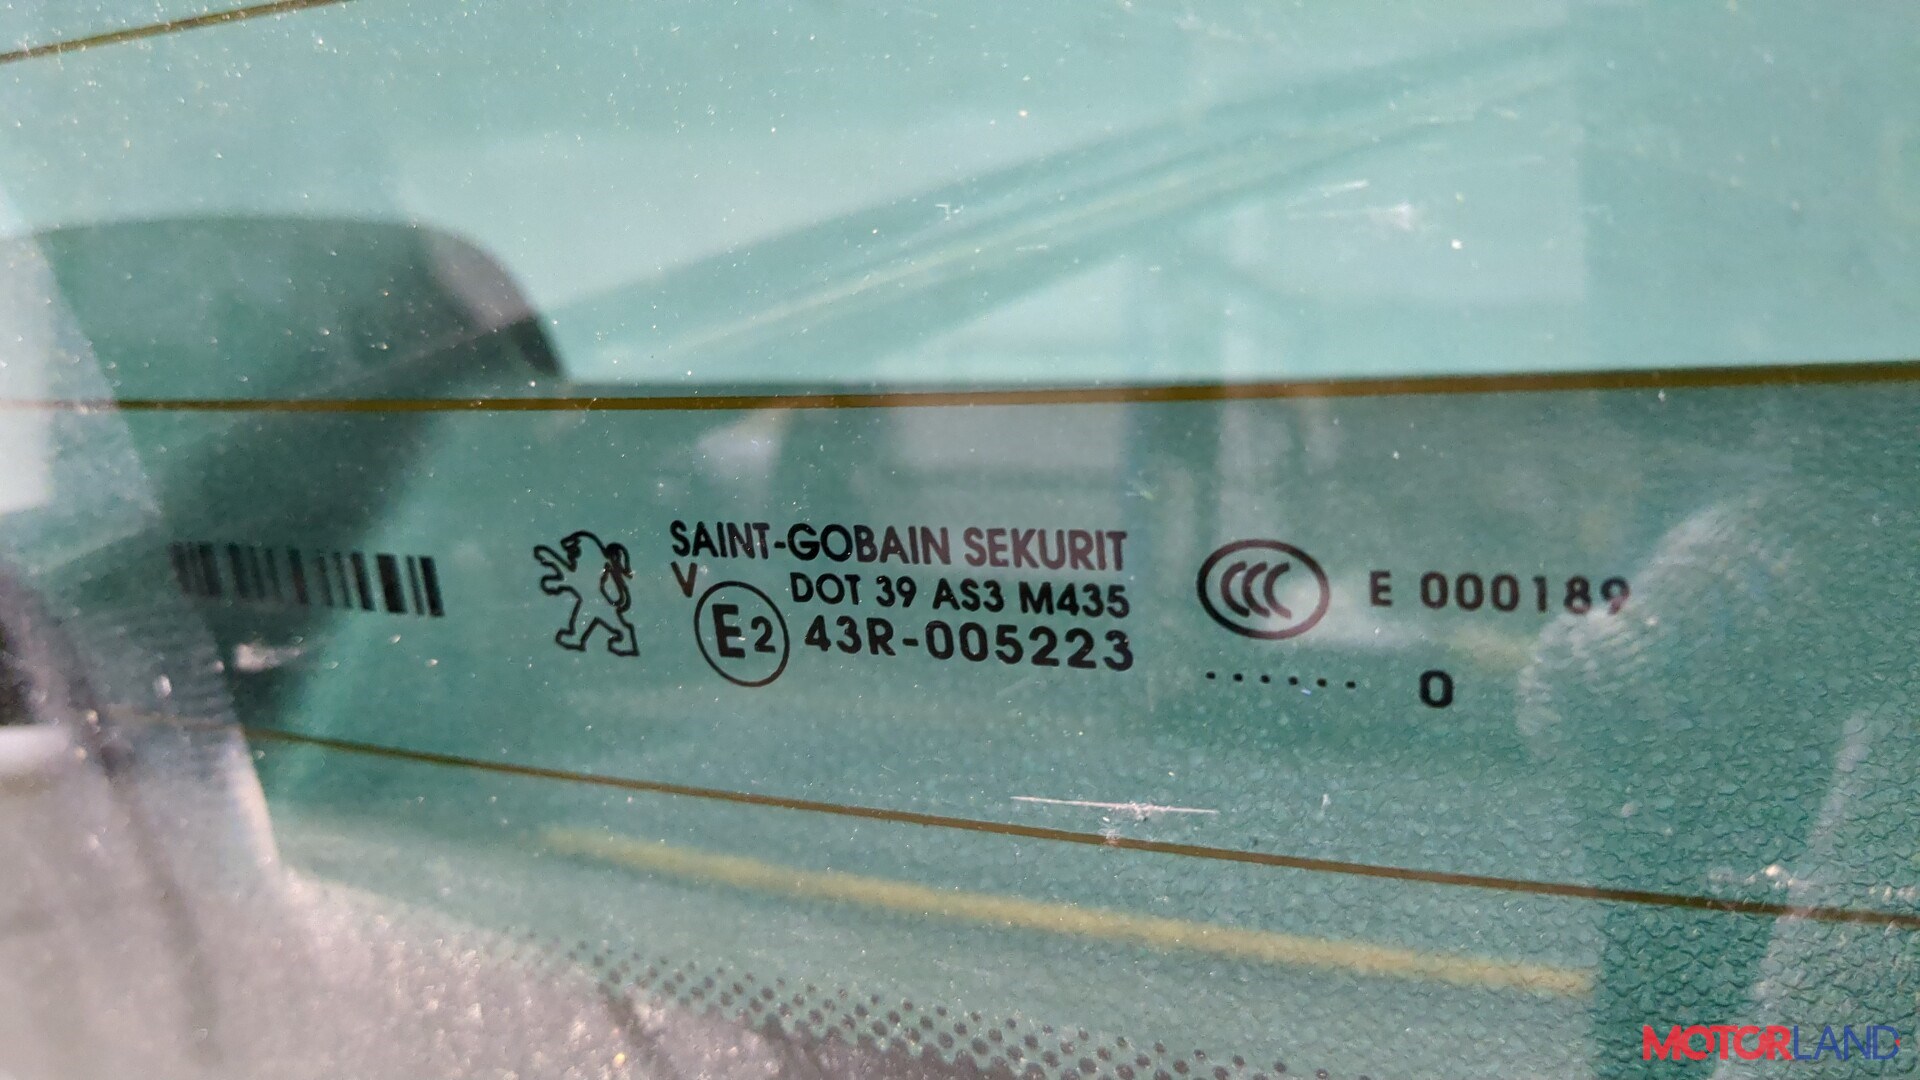 SAINT-GOBAIN SEKURIT
V DOT 39 AS3 M435
E2 43R-005223
CCC E 000189
...... 0
MOTORLAND